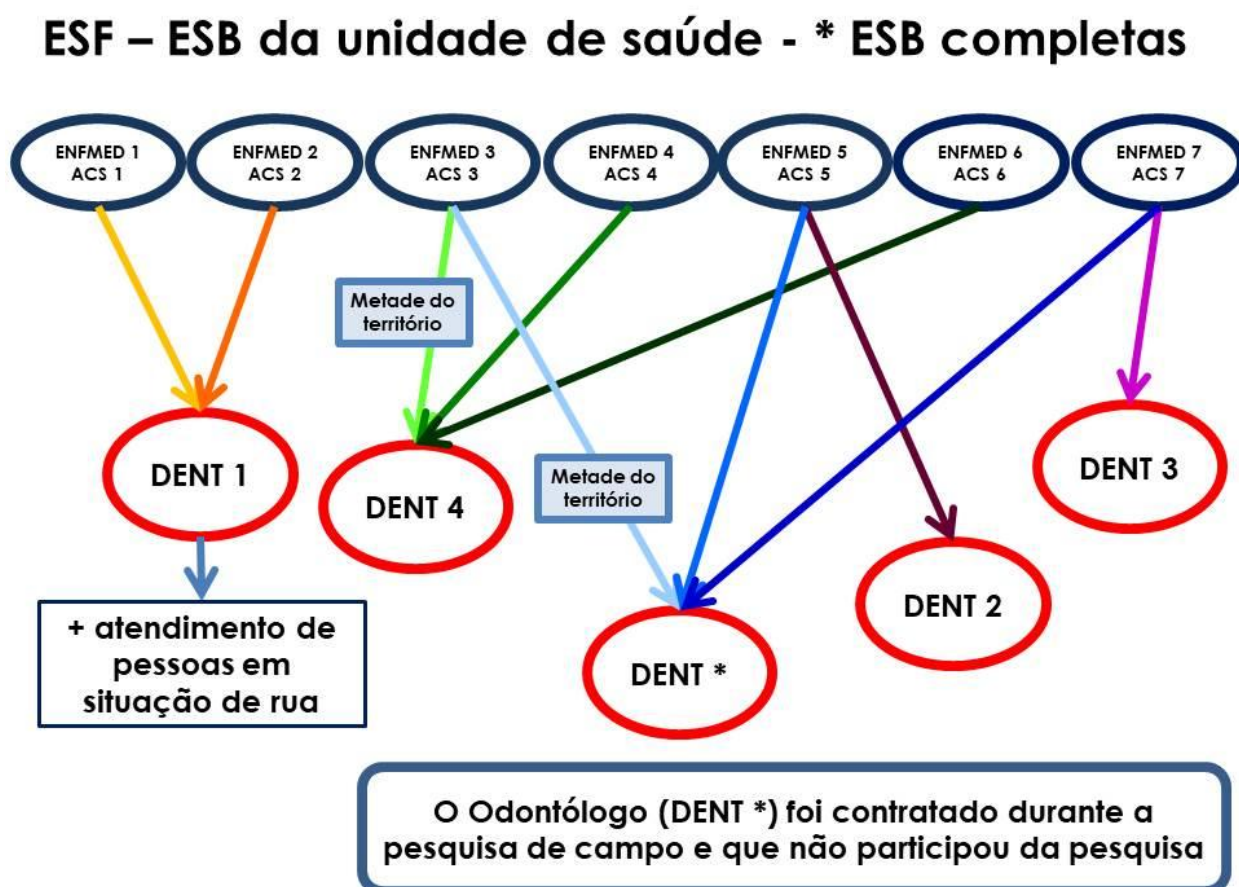 ESF – ESB da unidade de saúde - * ESB completas
ENFMED 1
ACS 1
ENFMED 2
ACS 2
ENFMED 3
ACS 3
ENFMED 4
ACS 4
ENFMED 5
ACS 5
ENFMED 6
ACS 6
ENFMED 7
ACS 7
Metade do
território
Metade do
território
DENT 1
DENT 4
DENT 3
DENT 2
DENT *
+ atendimento de
pessoas em
situação de rua
O Odontólogo (DENT *) foi contratado durante a
pesquisa de campo e que não participou da pesquisa